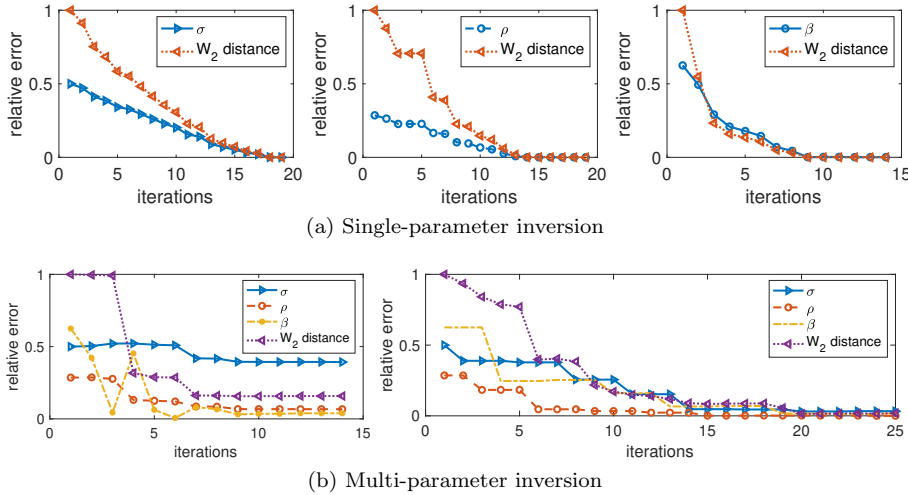 relative error
1
0.5
0
0 5 10 15 20
iterations
σ
W₂ distance
relative error
1
0.5
0
0 5 10 15 20
iterations
ρ
W₂ distance
relative error
1
0.5
0
0 5 10 15
iterations
β
W₂ distance
(a) Single-parameter inversion
relative error
1
0.5
0
0 5 10 15
iterations
σ
ρ
β
W₂ distance
relative error
1
0.5
0
0 5 10 15 20 25
iterations
σ
ρ
β
W₂ distance
(b) Multi-parameter inversion